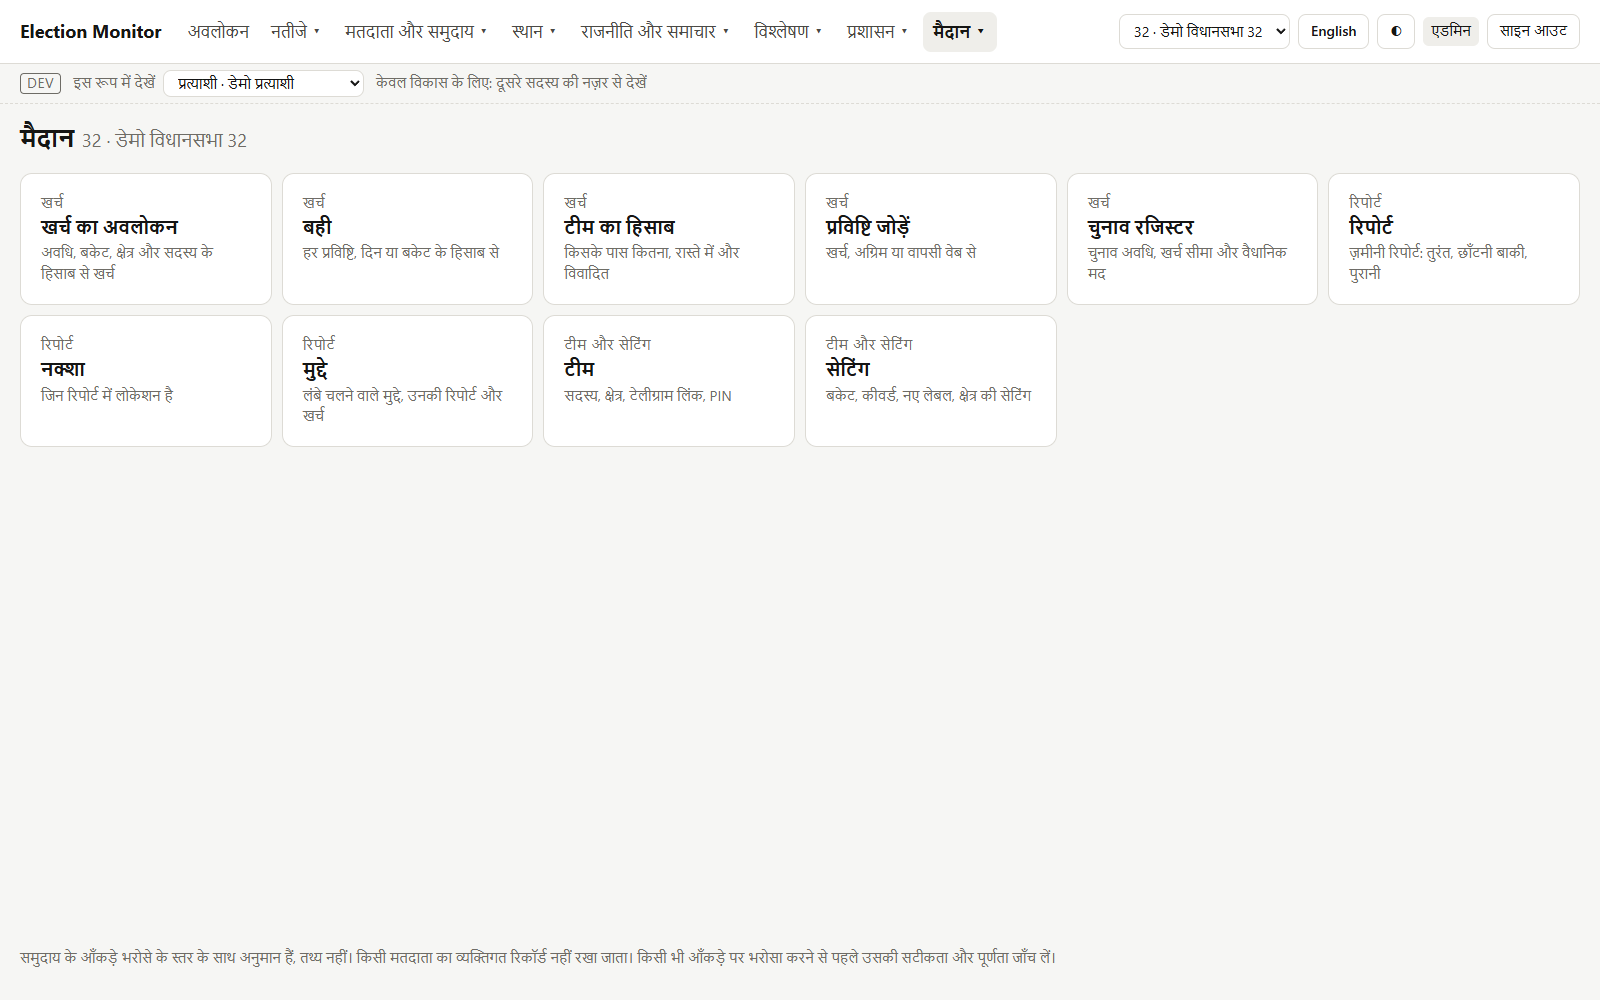 Election Monitor अवलोकन नतीजे ▾ मतदाता और समुदाय ▾ स्थान ▾ राजनीति और समाचार ▾ विश्लेषण ▾ प्रशासन ▾ मैदान ▾ 32 · डेमो विधानसभा 32 English एडमिन साइन आउट
DEV इस रूप में देखें प्रत्याशी · डेमो प्रत्याशी केवल विकास के लिए: दूसरे सदस्य की नज़र से देखें
मैदान 32 · डेमो विधानसभा 32
खर्च
खर्च का अवलोकन
अवधि, बकेट, क्षेत्र और सदस्य के
हिसाब से खर्च
खर्च
बही
हर प्रविष्टि, दिन या बकेट के हिसाब से
खर्च
टीम का हिसाब
किसके पास कितना, रास्ते में और
विवादित
खर्च
प्रविष्टि जोड़ें
खर्च, अग्रिम या वापसी वेब से
खर्च
चुनाव रजिस्टर
चुनाव अवधि, खर्च सीमा और वैधानिक
मद
रिपोर्ट
रिपोर्ट
ज़मीनी रिपोर्ट: तुरंत, छाँटनी बाकी,
पुरानी
रिपोर्ट
नक्शा
जिन रिपोर्ट में लोकेशन है
रिपोर्ट
मुद्दे
लंबे चलने वाले मुद्दे, उनकी रिपोर्ट और
खर्च
टीम और सेटिंग
टीम
सदस्य, क्षेत्र, टेलीग्राम लिंक, PIN
टीम और सेटिंग
सेटिंग
बकेट, कीवर्ड, नए लेबल, क्षेत्र की सेटिंग
समुदाय के आँकड़े भरोसे के स्तर के साथ अनुमान हैं, तथ्य नहीं। किसी मतदाता का व्यक्तिगत रिकॉर्ड नहीं रखा जाता। किसी भी आँकड़े पर भरोसा करने से पहले उसकी सटीकता और पूर्णता जाँच लें।